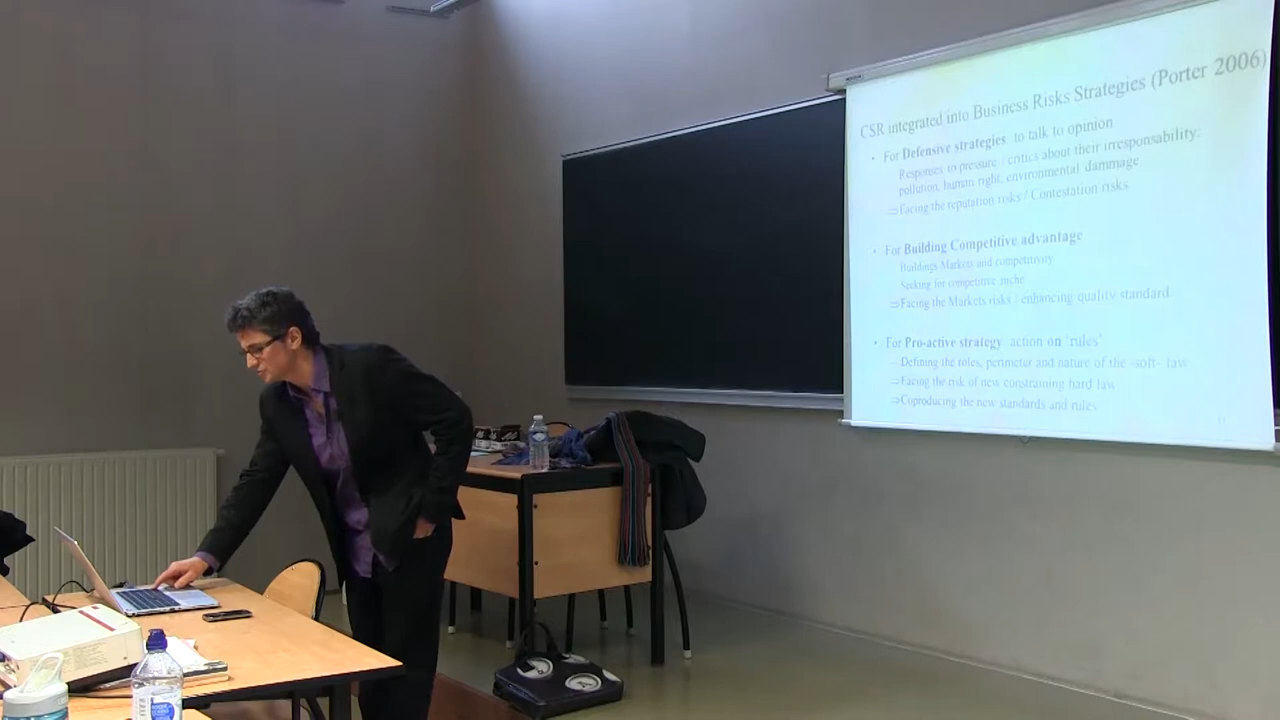 CSR integrated into Business Risks Strategies (Porter 2006)
· For Defensive strategies to talk to opinion
Responses to pressure / critics about their irresponsability:
pollution, human right, environmental dammage
⇒Facing the reputation risks / Contestation risks
· For Building Competitive advantage
Buildings Markets and competitivity
Seeking for competitive niche
⇒Facing the Markets risks / enhancing quality standard
· For Pro-active strategy action on ‘rules’
– Defining the roles, perimeter and nature of the «soft» law
⇒Facing the risk of new constraining hard law
⇒Coproducing the new standards and rules